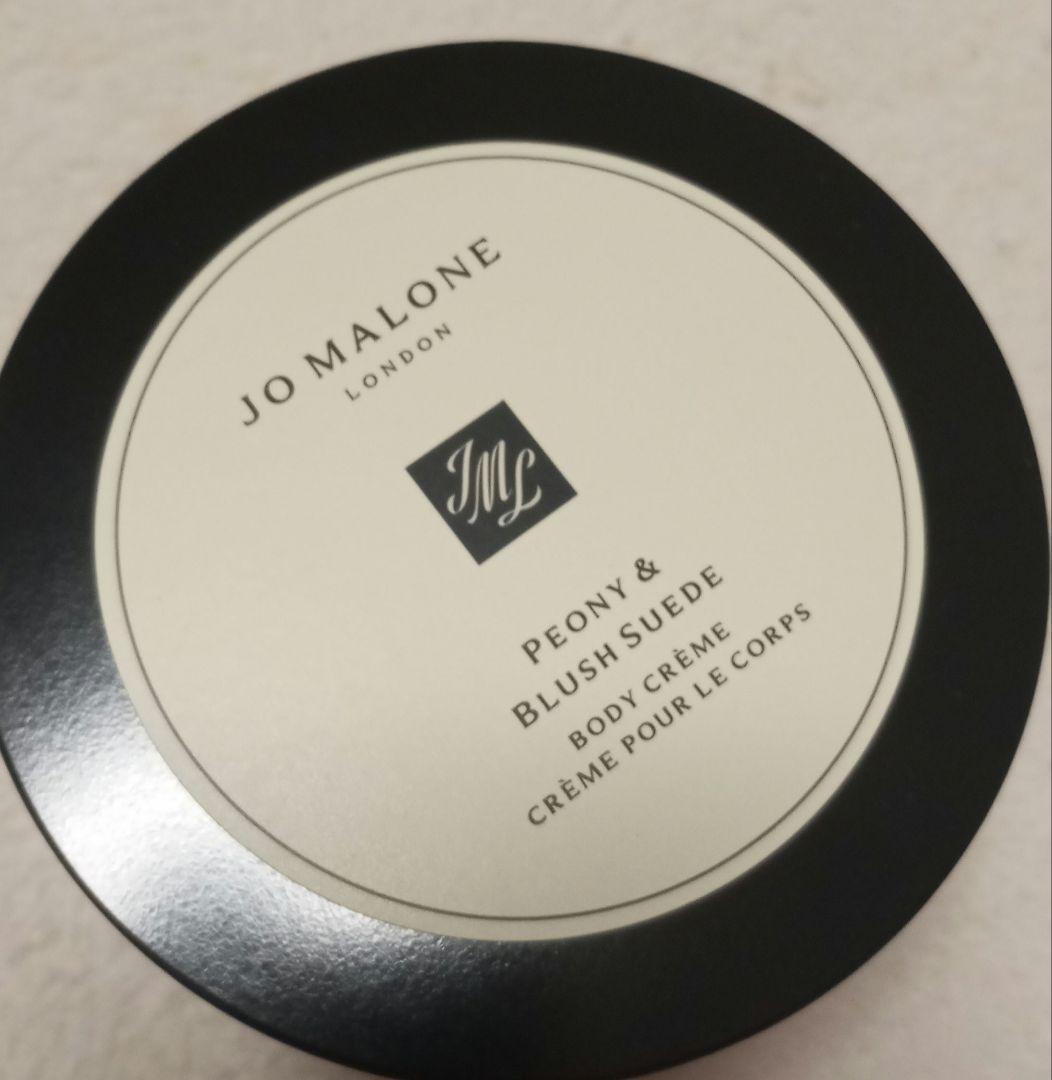 JO MALONE
LONDON
JML
PEONY &
BLUSH SUEDE
BODY CRÈME
CRÈME POUR LE CORPS